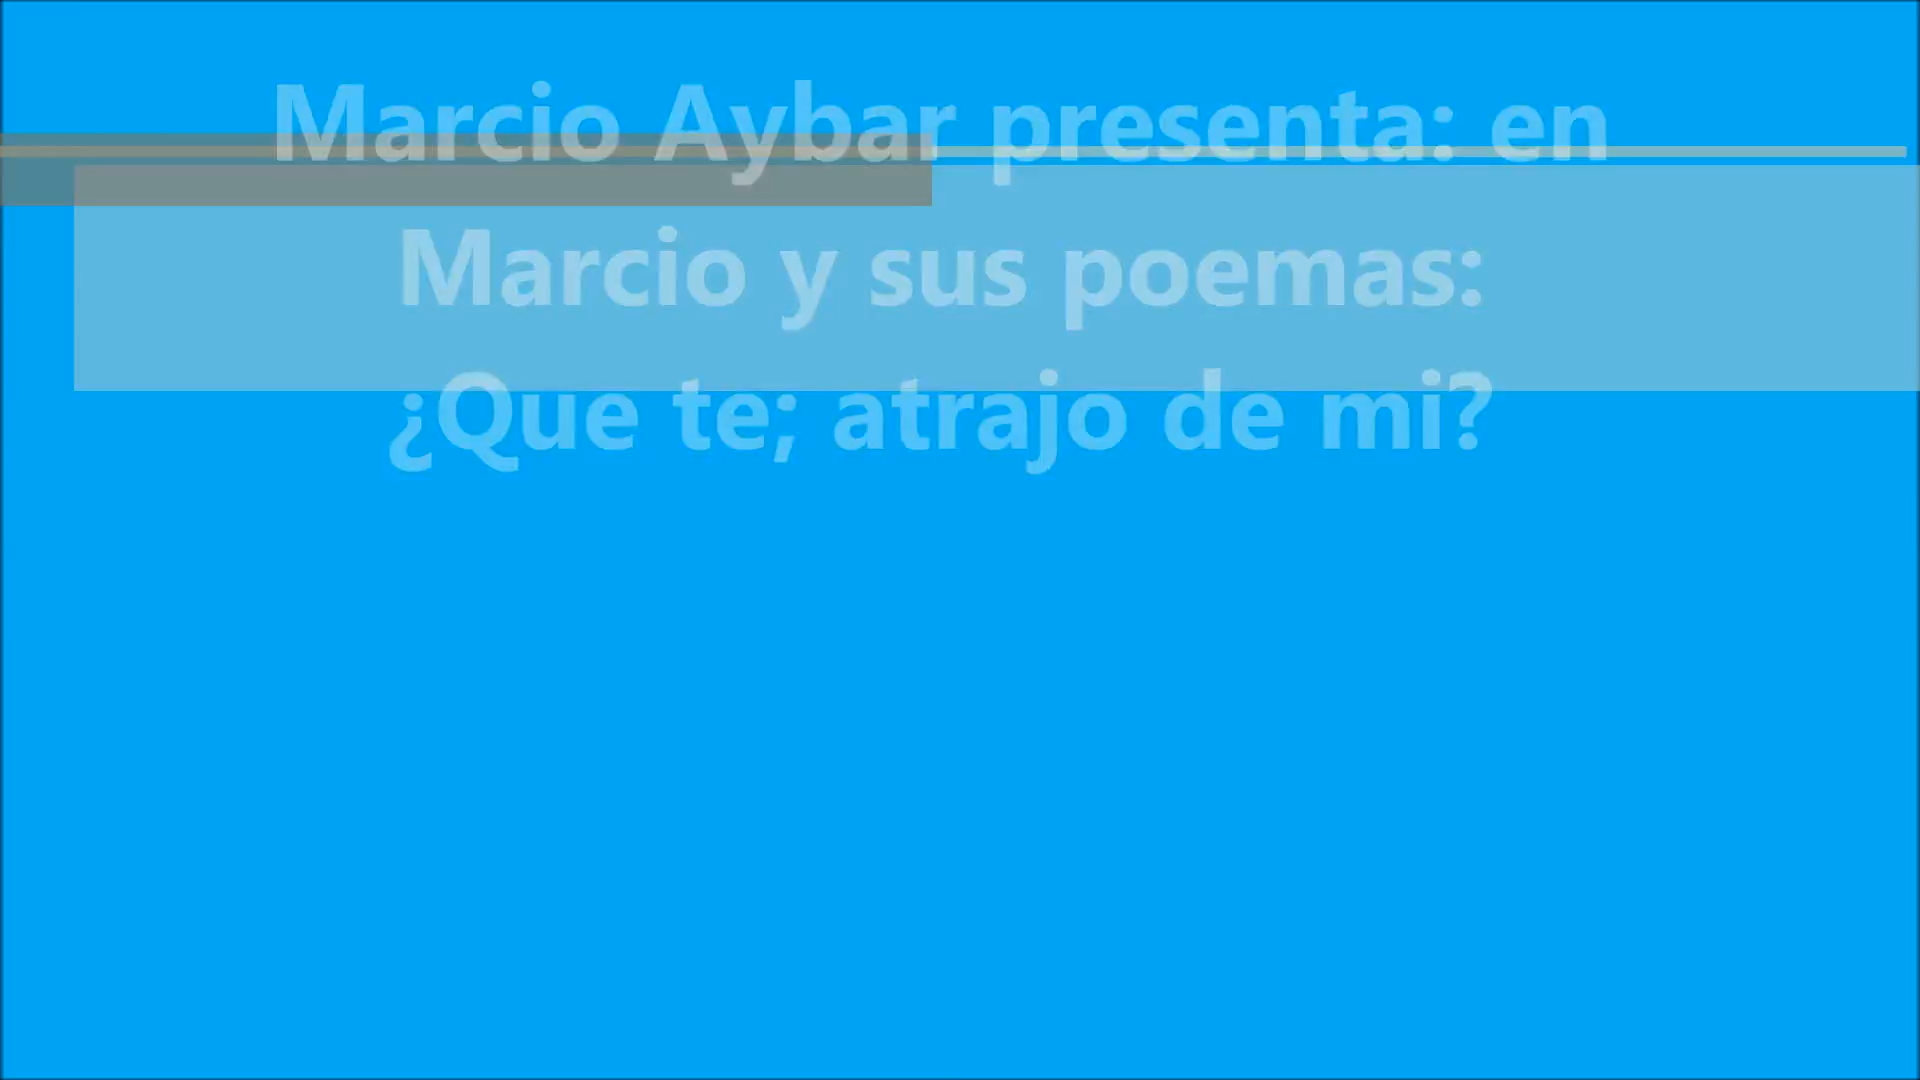 Marcio Aybar presenta: en
Marcio y sus poemas:
¿Que te; atrajo de mi?